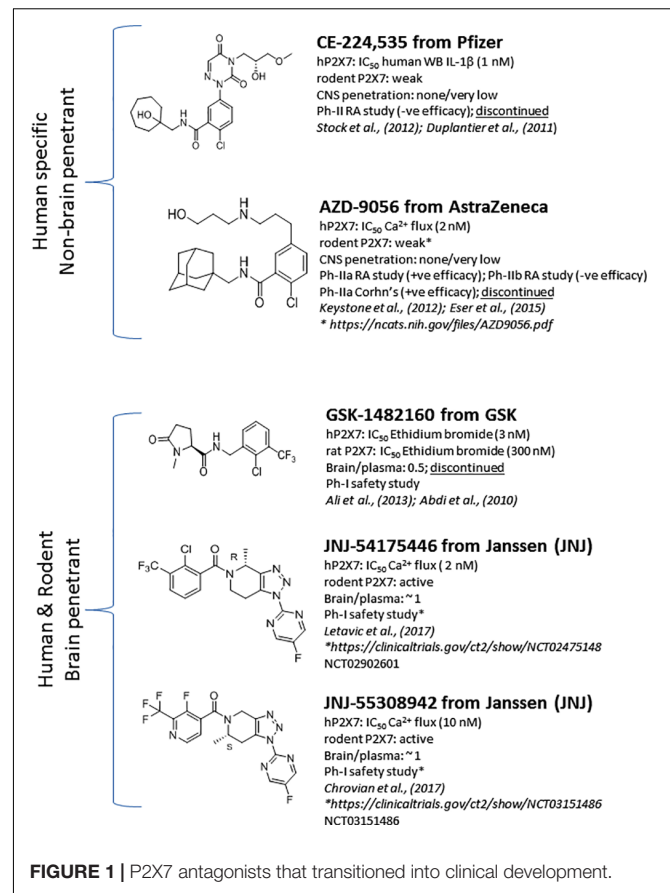 Human specific
Non-brain penetrant
CE-224,535 from Pfizer
hP2X7: IC50 human WB IL-1β (1 nM)
rodent P2X7: weak
CNS penetration: none/very low
Ph-II RA study (-ve efficacy); discontinued
Stock et al., (2012); Duplantier et al., (2011)
O
N
N
N
O
OH
O
HO
H
N
O
Cl
AZD-9056 from AstraZeneca
hP2X7: IC50 Ca2+ flux (2 nM)
rodent P2X7: weak*
CNS penetration: none/very low
Ph-IIa RA study (+ve efficacy); Ph-IIb RA study (-ve efficacy)
Ph-IIa Corhn's (+ve efficacy); discontinued
Keystone et al., (2012); Eser et al., (2015)
* https://ncats.nih.gov/files/AZD9056.pdf
HO
H
N
HN
O
Cl
Human & Rodent
Brain penetrant
GSK-1482160 from GSK
hP2X7: IC50 Ethidium bromide (3 nM)
rat P2X7: IC50 Ethidium bromide (300 nM)
Brain/plasma: 0.5; discontinued
Ph-I safety study
Ali et al., (2013); Abdi et al., (2010)
O
N
H
N
O
Cl
CF3
JNJ-54175446 from Janssen (JNJ)
hP2X7: IC50 Ca2+ flux ( 2 nM)
rodent P2X7: active
Brain/plasma: ~ 1
Ph-I safety study*
Letavic et al., (2017)
*https://clinicaltrials.gov/ct2/show/NCT02475148
NCT02902601
F3C
Cl
O
R
N
N
N
N
N
N
F
JNJ-55308942 from Janssen (JNJ)
hP2X7: IC50 Ca2+ flux (10 nM)
rodent P2X7: active
Brain/plasma: ~ 1
Ph-I safety study*
Chrovian et al., (2017)
*https://clinicaltrials.gov/ct2/show/NCT03151486
NCT03151486
F
F
F
F
O
N
N
S
N
N
N
N
N
F
FIGURE 1 | P2X7 antagonists that transitioned into clinical development.